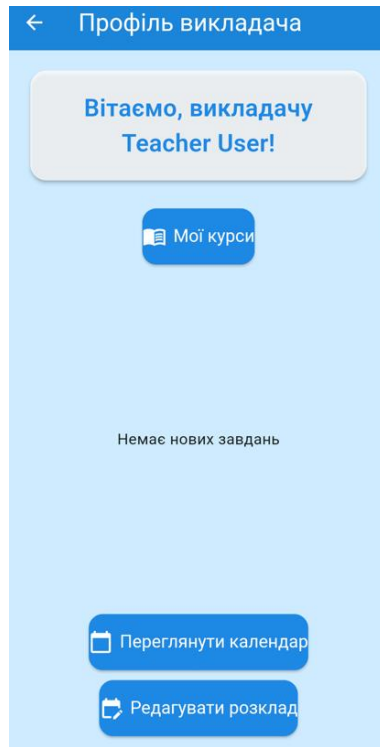 Профіль викладача
Вітаємо, викладачу
Teacher User!
Мої курси
Немає нових завдань
Переглянути календар
Редагувати розклад